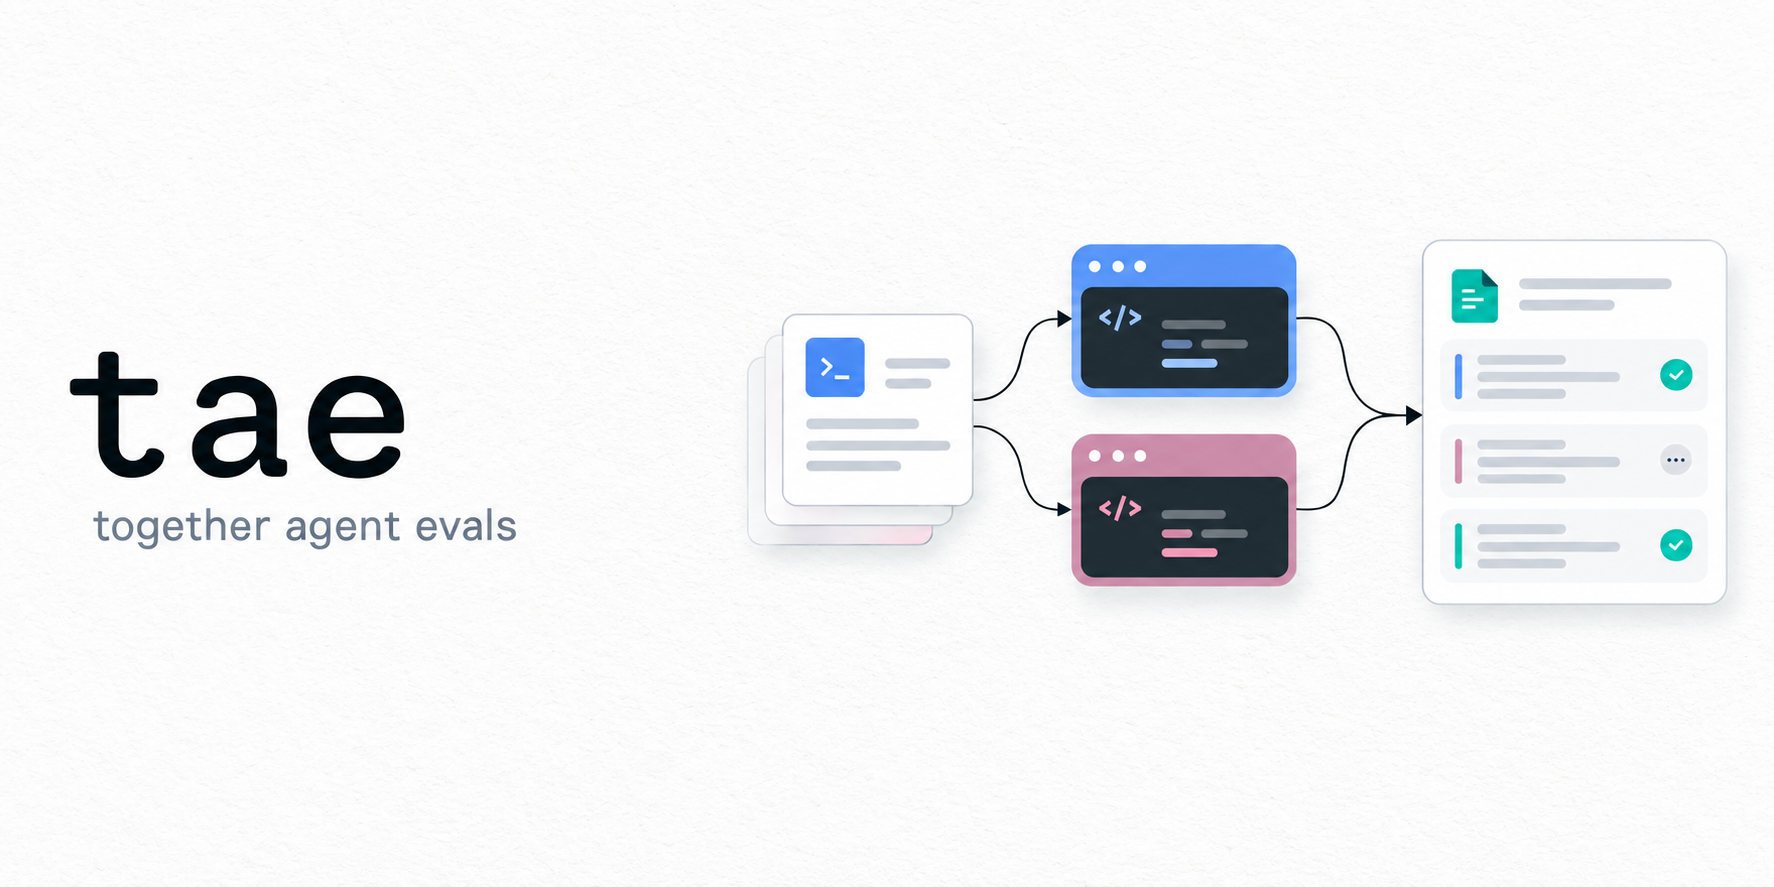 tae
together agent evals
>_
</>
</>